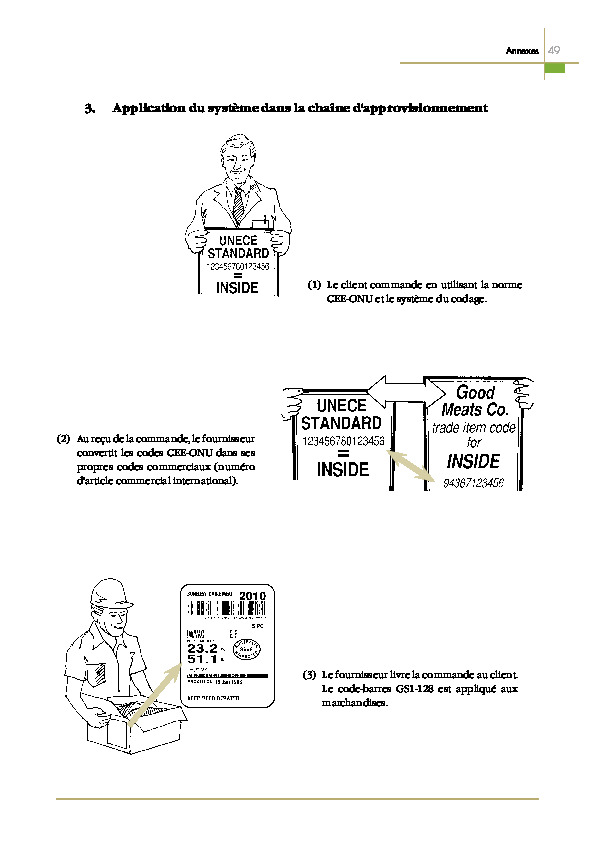 Annexes 49
3. Application du système dans la chaîne d'approvisionnement
UNECE
STANDARD
123456780123456
=
INSIDE
(1) Le client commande en utilisant la norme
CEE-ONU et le système du codage.
UNECE
STANDARD
123456780123456
=
INSIDE
Good
Meats Co.
trade item code
for
INSIDE
94367123456
(2) Au reçu de la commande, le fournisseur
convertit les codes CEE-ONU dans ses
propres codes commerciaux (numéro
d'article commercial international).
2010
5 PC
23.2
51.1
(3) Le fournisseur livre la commande au client.
Le code-barres GS1-128 est appliqué aux
marchandises.